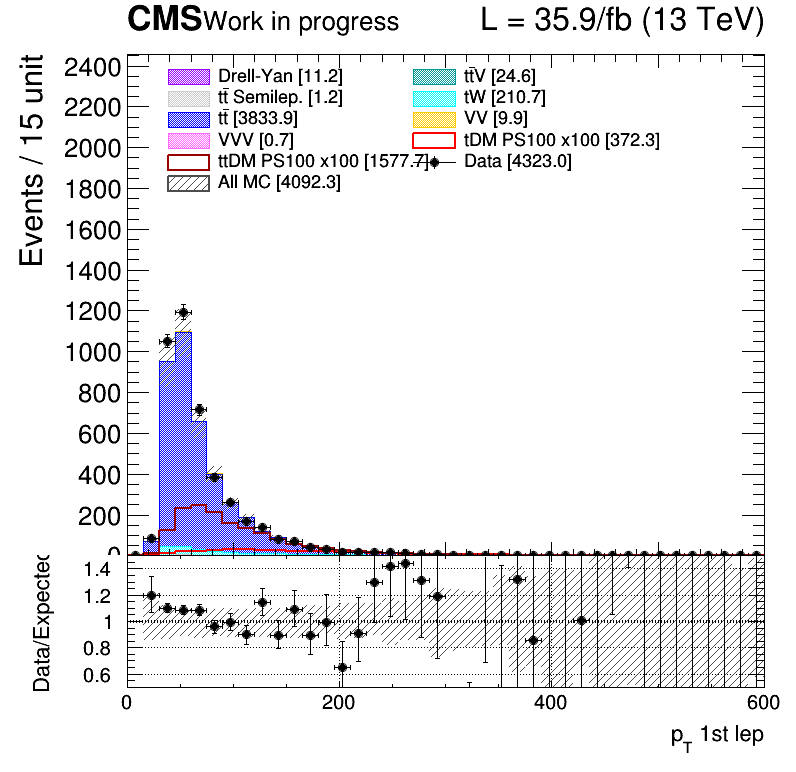 CMS Work in progress L = 35.9/fb (13 TeV)
Events / 15 unit
2400
2200
2000
1800
1600
1400
1200
1000
800
600
400
200
0
Drell-Yan [11.2]
tt̄V [24.6]
tt̄ Semilep. [1.2]
tW [210.7]
tt̄ [3833.9]
VV [9.9]
VVV [0.7]
tDM PS100 x100 [372.3]
ttDM PS100 x100 [1577.7]
Data [4323.0]
All MC [4092.3]
Data/Expected
1.4
1.2
1
0.8
0.6
0 200 400 600
p_T 1st lep